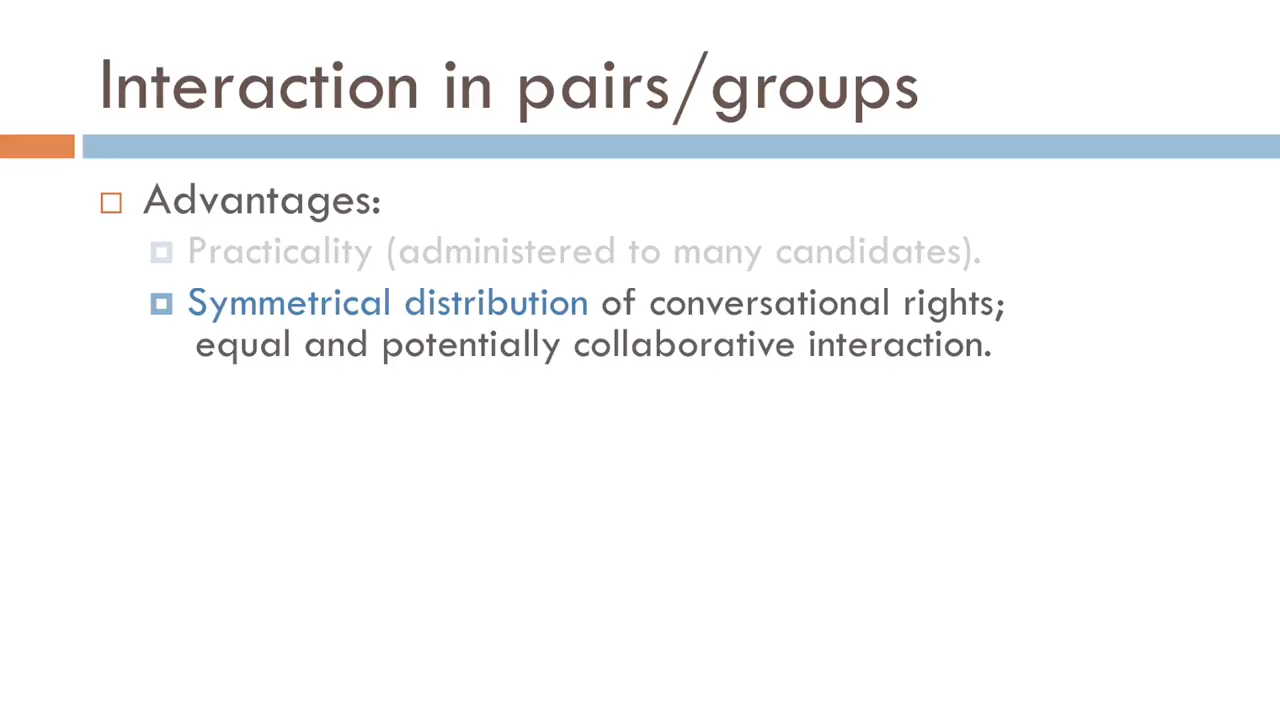 Interaction in pairs/groups
Advantages:
Practicality (administered to many candidates).
Symmetrical distribution of conversational rights;
equal and potentially collaborative interaction.